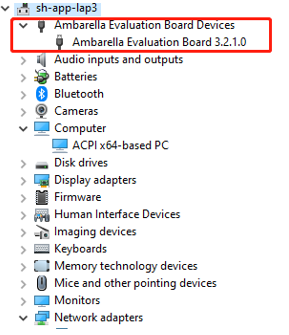 sh-app-lap3
Ambarella Evaluation Board Devices
Ambarella Evaluation Board 3.2.1.0
Audio inputs and outputs
Batteries
Bluetooth
Cameras
Computer
ACPI x64-based PC
Disk drives
Display adapters
Firmware
Human Interface Devices
Imaging devices
Keyboards
Memory technology devices
Mice and other pointing devices
Monitors
Network adapters